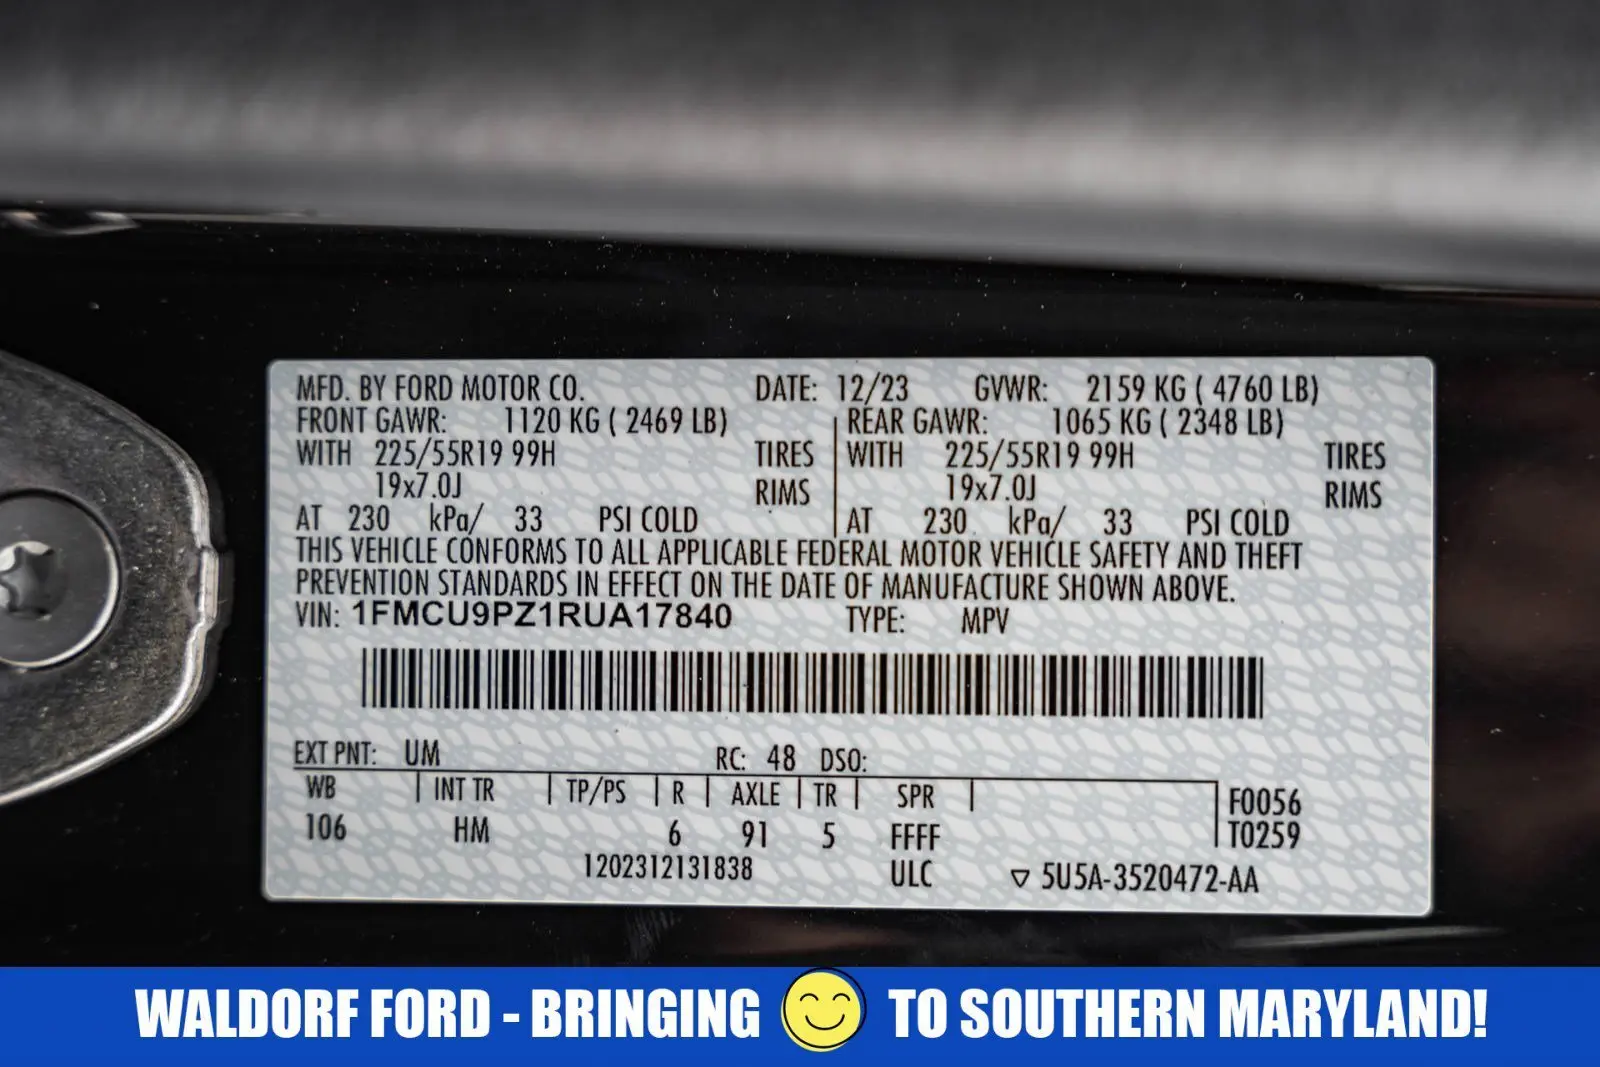 MFD. BY FORD MOTOR CO. DATE: 12/23 GVWR: 2159 KG ( 4760 LB)
FRONT GAWR: 1120 KG ( 2469 LB) REAR GAWR: 1065 KG ( 2348 LB)
WITH 225/55R19 99H TIRES WITH 225/55R19 99H TIRES
19x7.0J RIMS 19x7.0J RIMS
AT 230 kPa/ 33 PSI COLD AT 230 kPa/ 33 PSI COLD
THIS VEHICLE CONFORMS TO ALL APPLICABLE FEDERAL MOTOR VEHICLE SAFETY AND THEFT
PREVENTION STANDARDS IN EFFECT ON THE DATE OF MANUFACTURE SHOWN ABOVE.
VIN: 1FMCU9PZ1RUA17840 TYPE: MPV
EXT PNT: UM RC: 48 DSO:
WB INT TR TP/PS R AXLE TR SPR F0056
106 HM 6 91 5 FFFF T0259
1202312131838 ULC ▽ 5U5A-3520472-AA
WALDORF FORD - BRINGING TO SOUTHERN MARYLAND!